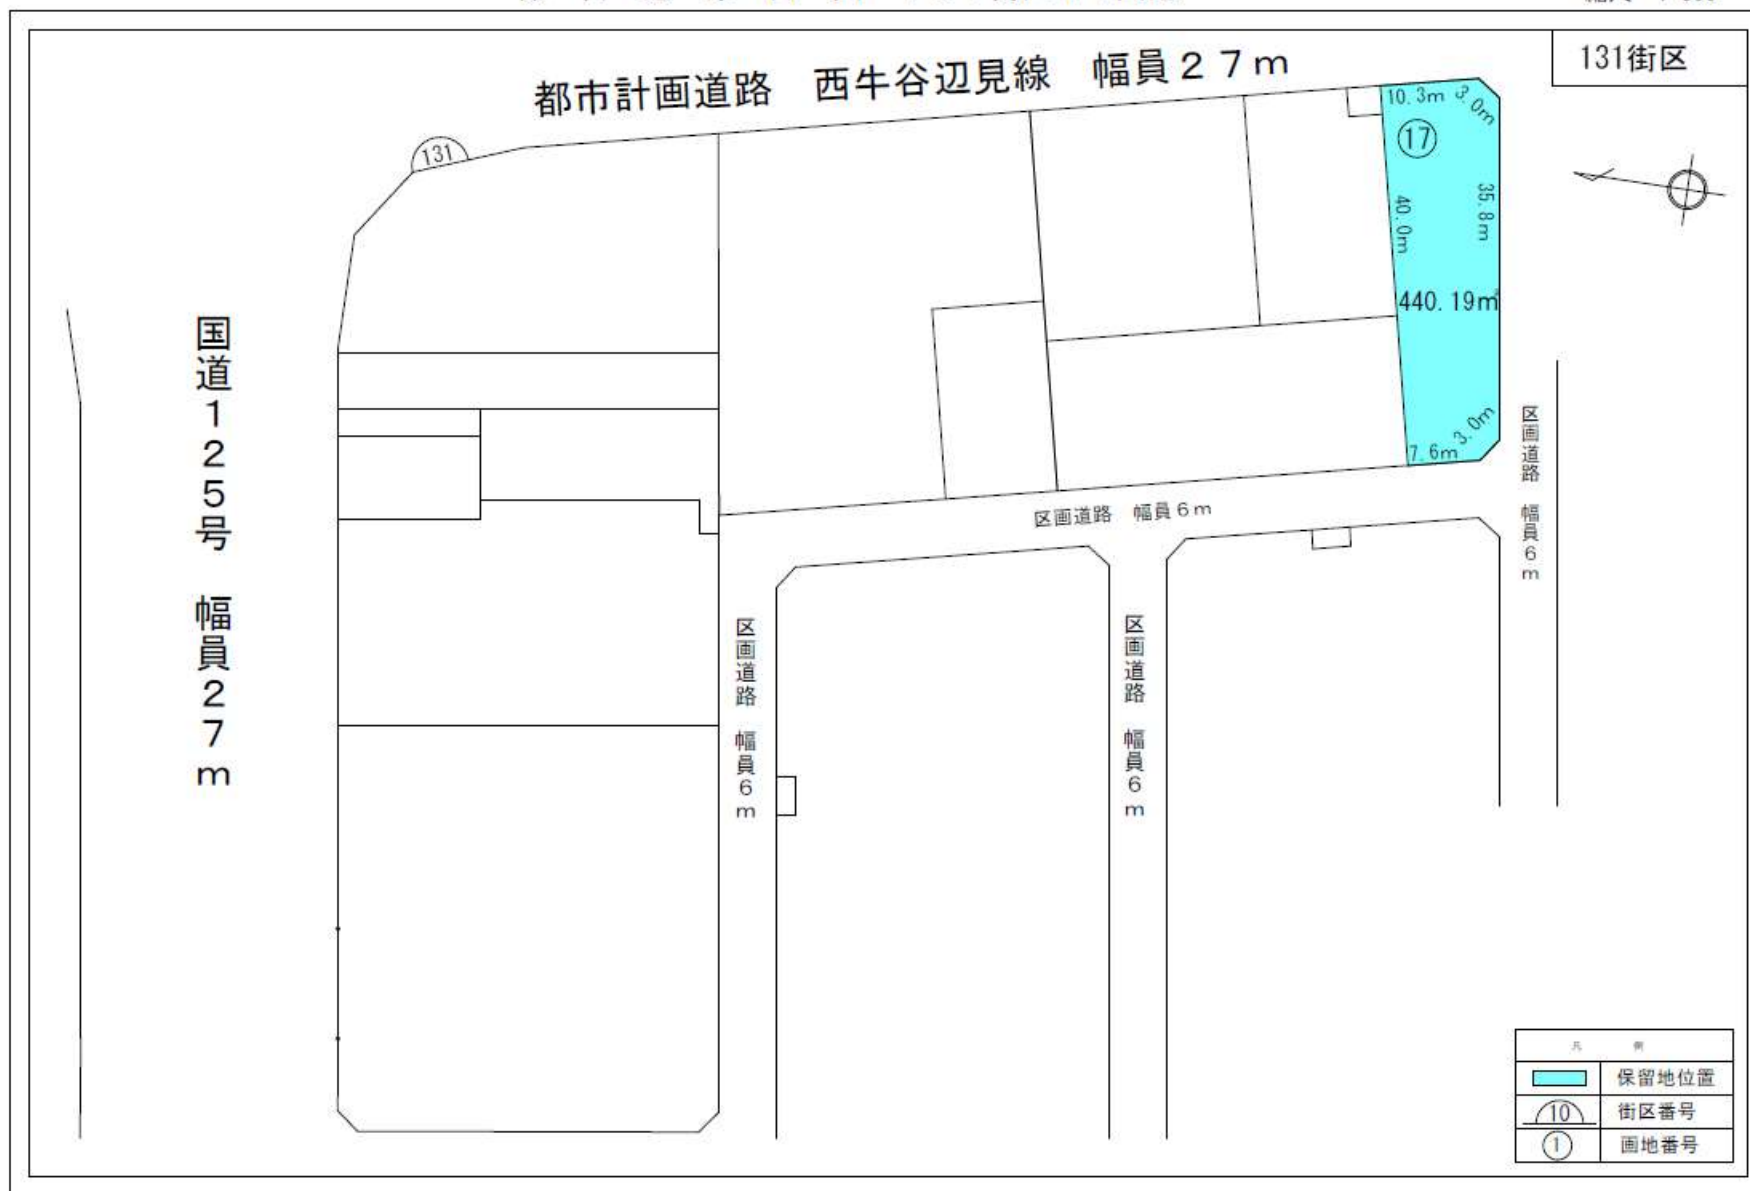 131街区
都市計画道路　西牛谷辺見線　幅員２７ｍ
131
10.3m
3.0m
17
40.0m
35.8m
440.19㎡
7.6m
3.0m
国道１２５号　幅員２７ｍ
区画道路　幅員６ｍ
区画道路　幅員６ｍ
区画道路　幅員６ｍ
区画道路　幅員６ｍ
凡　例
保留地位置
10
街区番号
1
画地番号